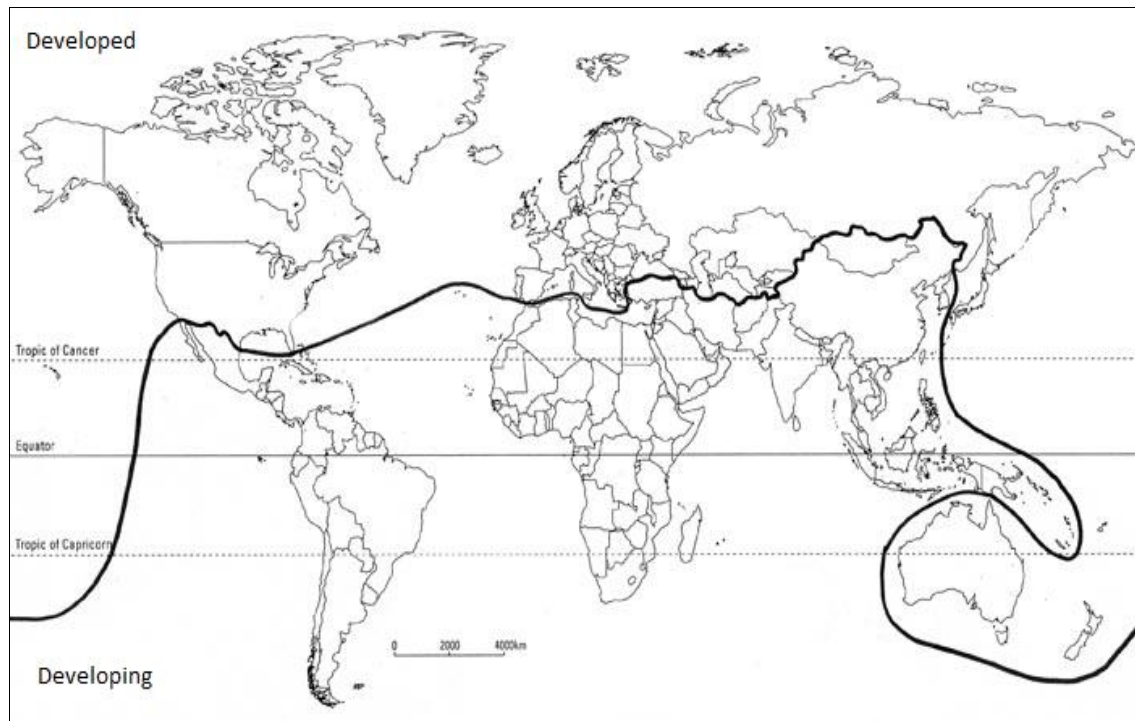 Developed
Tropic of Cancer
Equator
Tropic of Capricorn
0 2000 4000km
Developing